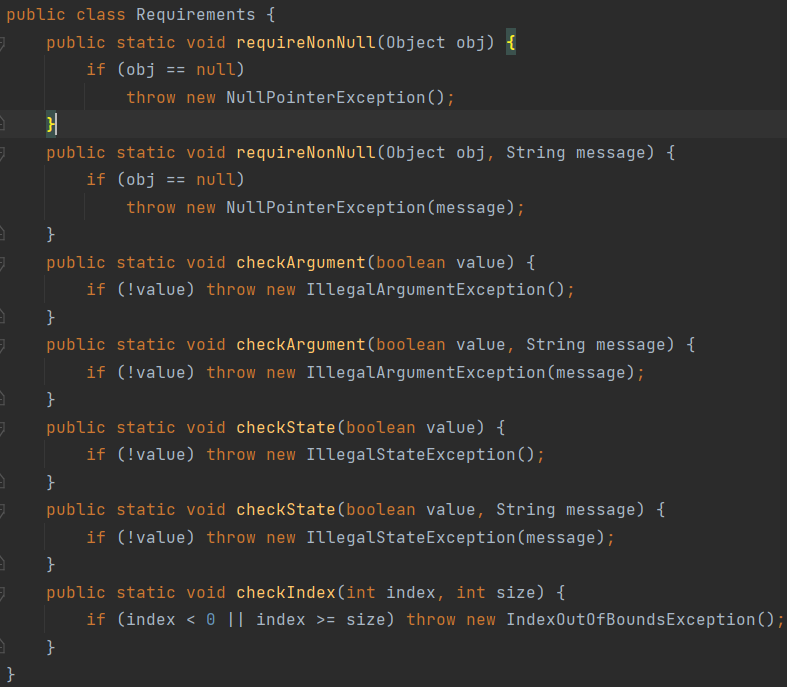 public class Requirements {
    public static void requireNonNull(Object obj) {
        if (obj == null)
            throw new NullPointerException();
    }
    public static void requireNonNull(Object obj, String message) {
        if (obj == null)
            throw new NullPointerException(message);
    }
    public static void checkArgument(boolean value) {
        if (!value) throw new IllegalArgumentException();
    }
    public static void checkArgument(boolean value, String message) {
        if (!value) throw new IllegalArgumentException(message);
    }
    public static void checkState(boolean value) {
        if (!value) throw new IllegalStateException();
    }
    public static void checkState(boolean value, String message) {
        if (!value) throw new IllegalStateException(message);
    }
    public static void checkIndex(int index, int size) {
        if (index < 0 || index >= size) throw new IndexOutOfBoundsException();
    }
}